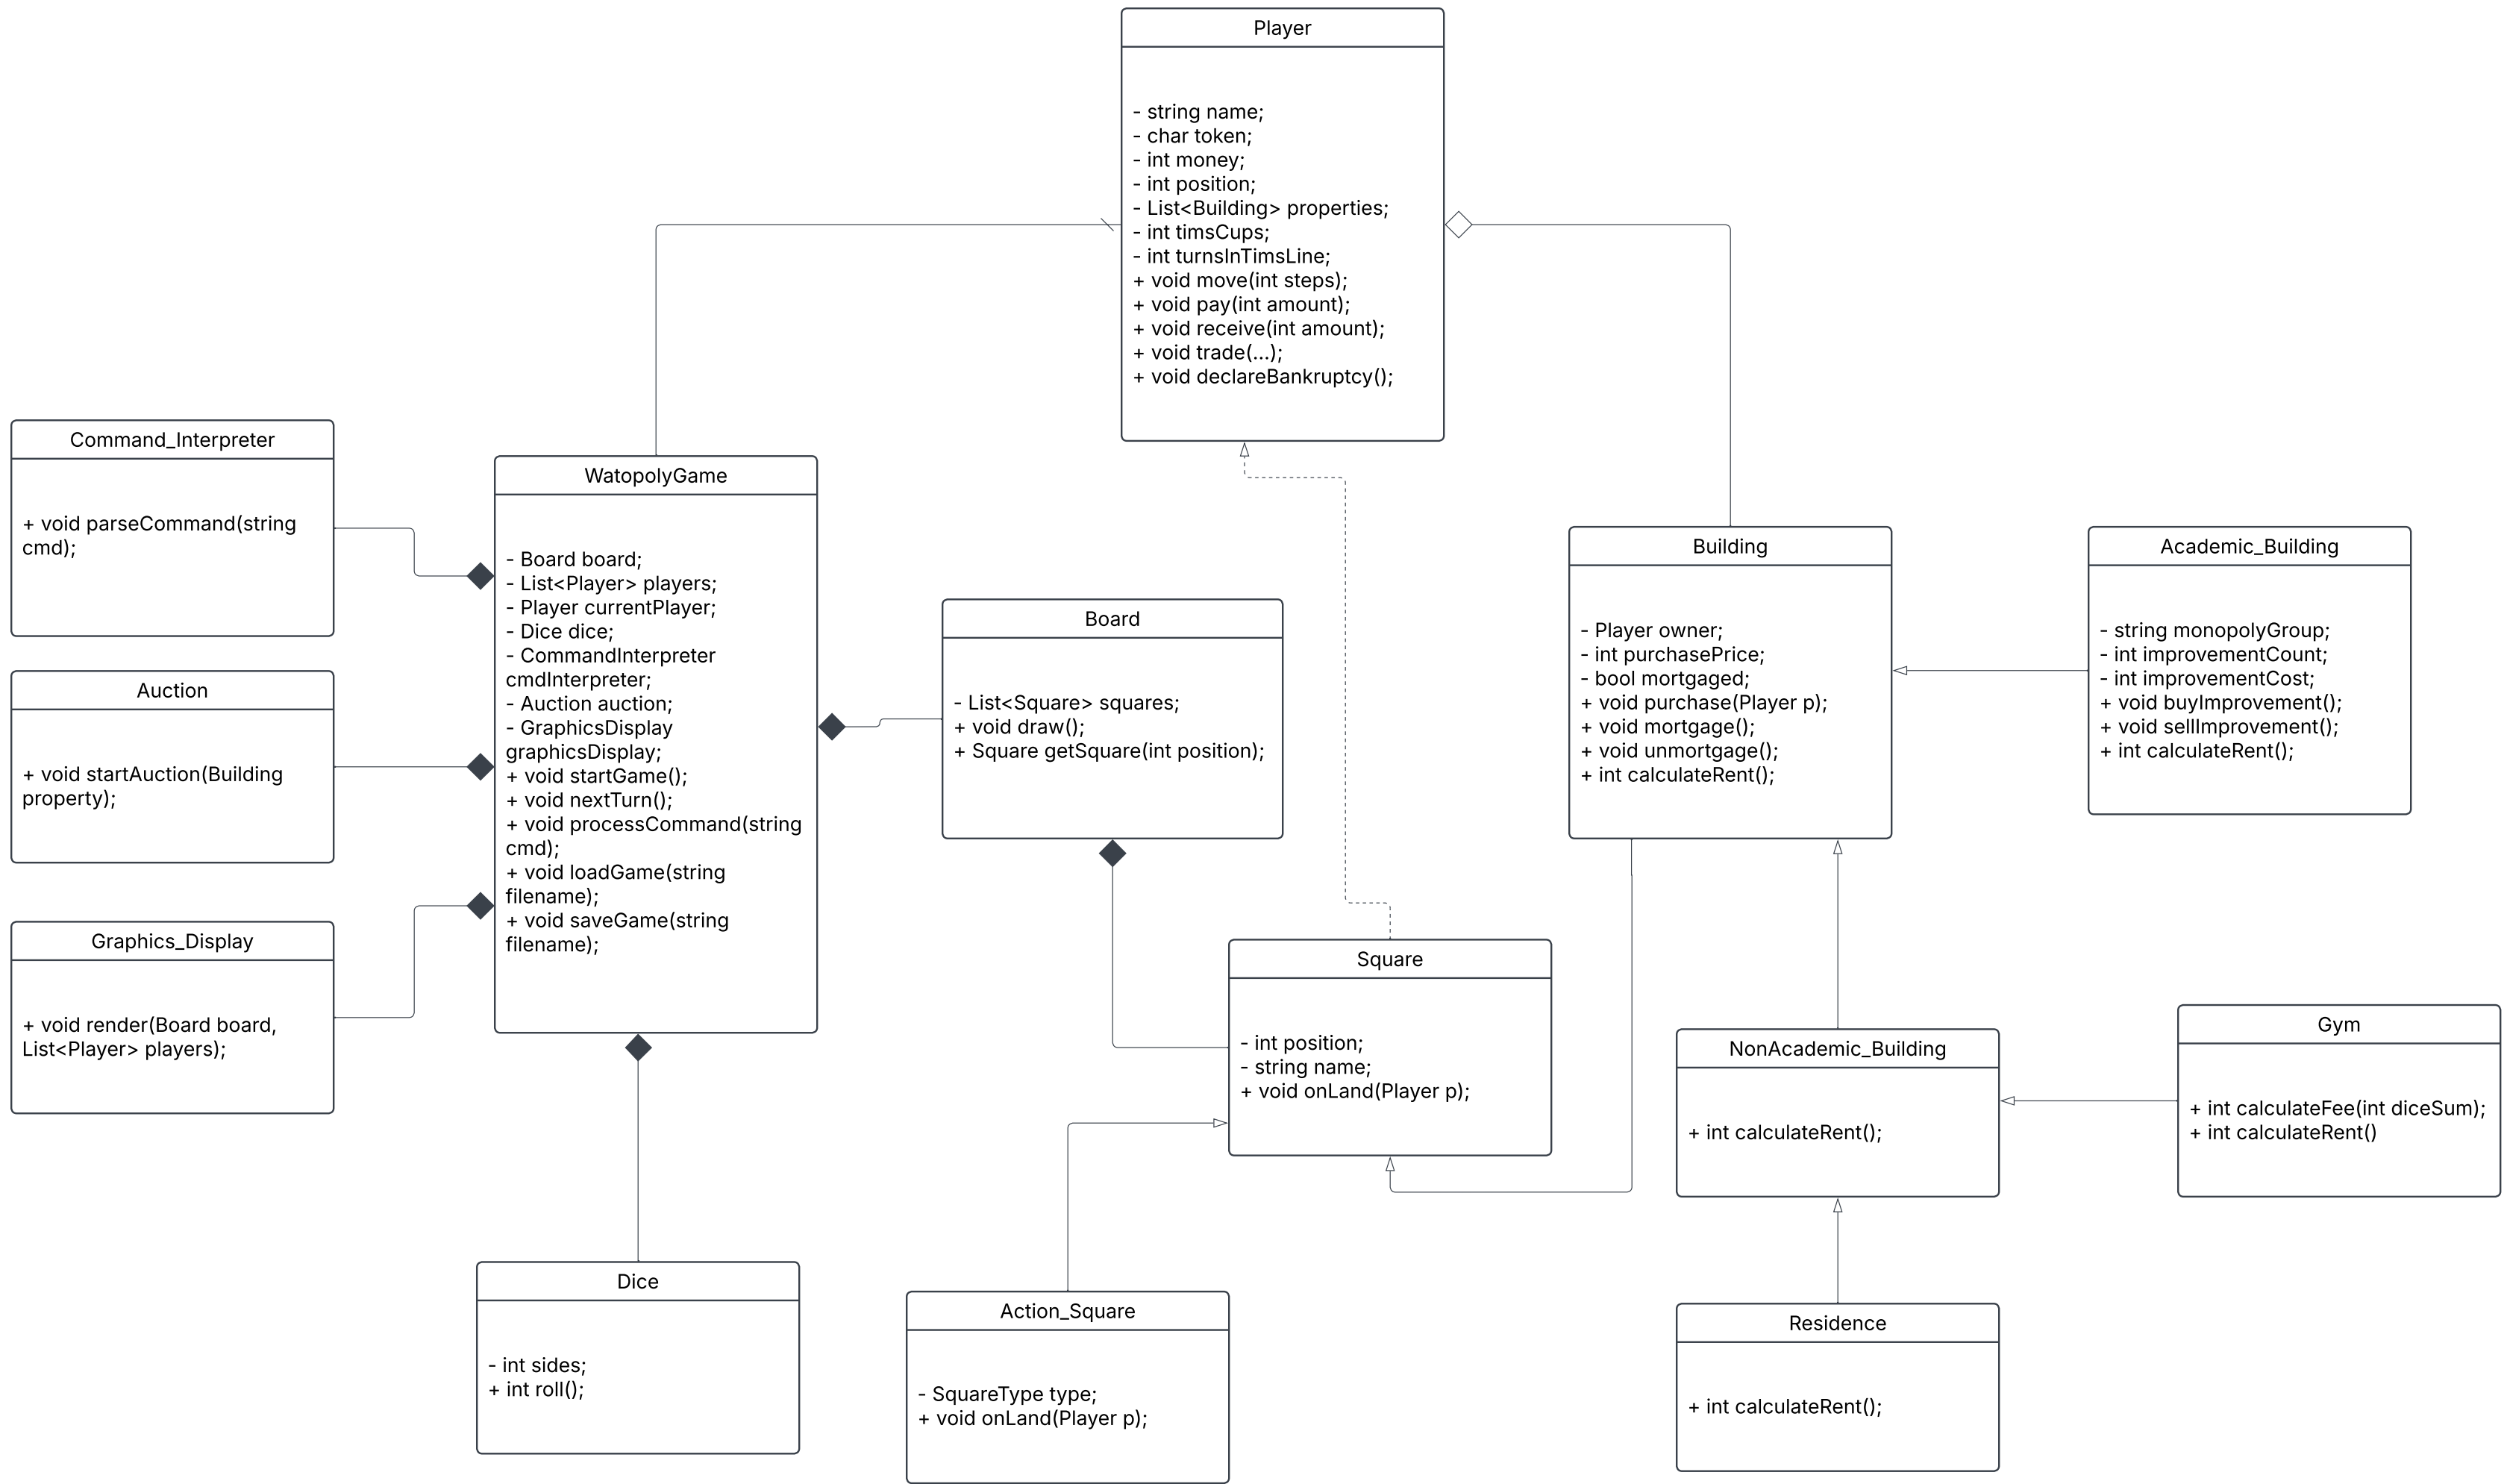 Player
- string name;
- char token;
- int money;
- int position;
- List<Building> properties;
- int timsCups;
- int turnsInTimsLine;
+ void move(int steps);
+ void pay(int amount);
+ void receive(int amount);
+ void trade(...);
+ void declareBankruptcy();
Command_Interpreter
+ void parseCommand(string
cmd);
Auction
+ void startAuction(Building
property);
Graphics_Display
+ void render(Board board,
List<Player> players);
WatopolyGame
- Board board;
- List<Player> players;
- Player currentPlayer;
- Dice dice;
- CommandInterpreter
cmdInterpreter;
- Auction auction;
- GraphicsDisplay
graphicsDisplay;
+ void startGame();
+ void nextTurn();
+ void processCommand(string
cmd);
+ void loadGame(string
filename);
+ void saveGame(string
filename);
Board
- List<Square> squares;
+ void draw();
+ Square getSquare(int position);
Building
- Player owner;
- int purchasePrice;
- bool mortgaged;
+ void purchase(Player p);
+ void mortgage();
+ void unmortgage();
+ int calculateRent();
Academic_Building
- string monopolyGroup;
- int improvementCount;
- int improvementCost;
+ void buyImprovement();
+ void sellImprovement();
+ int calculateRent();
Square
- int position;
- string name;
+ void onLand(Player p);
NonAcademic_Building
+ int calculateRent();
Gym
+ int calculateFee(int diceSum);
+ int calculateRent()
Dice
- int sides;
+ int roll();
Action_Square
- SquareType type;
+ void onLand(Player p);
Residence
+ int calculateRent();